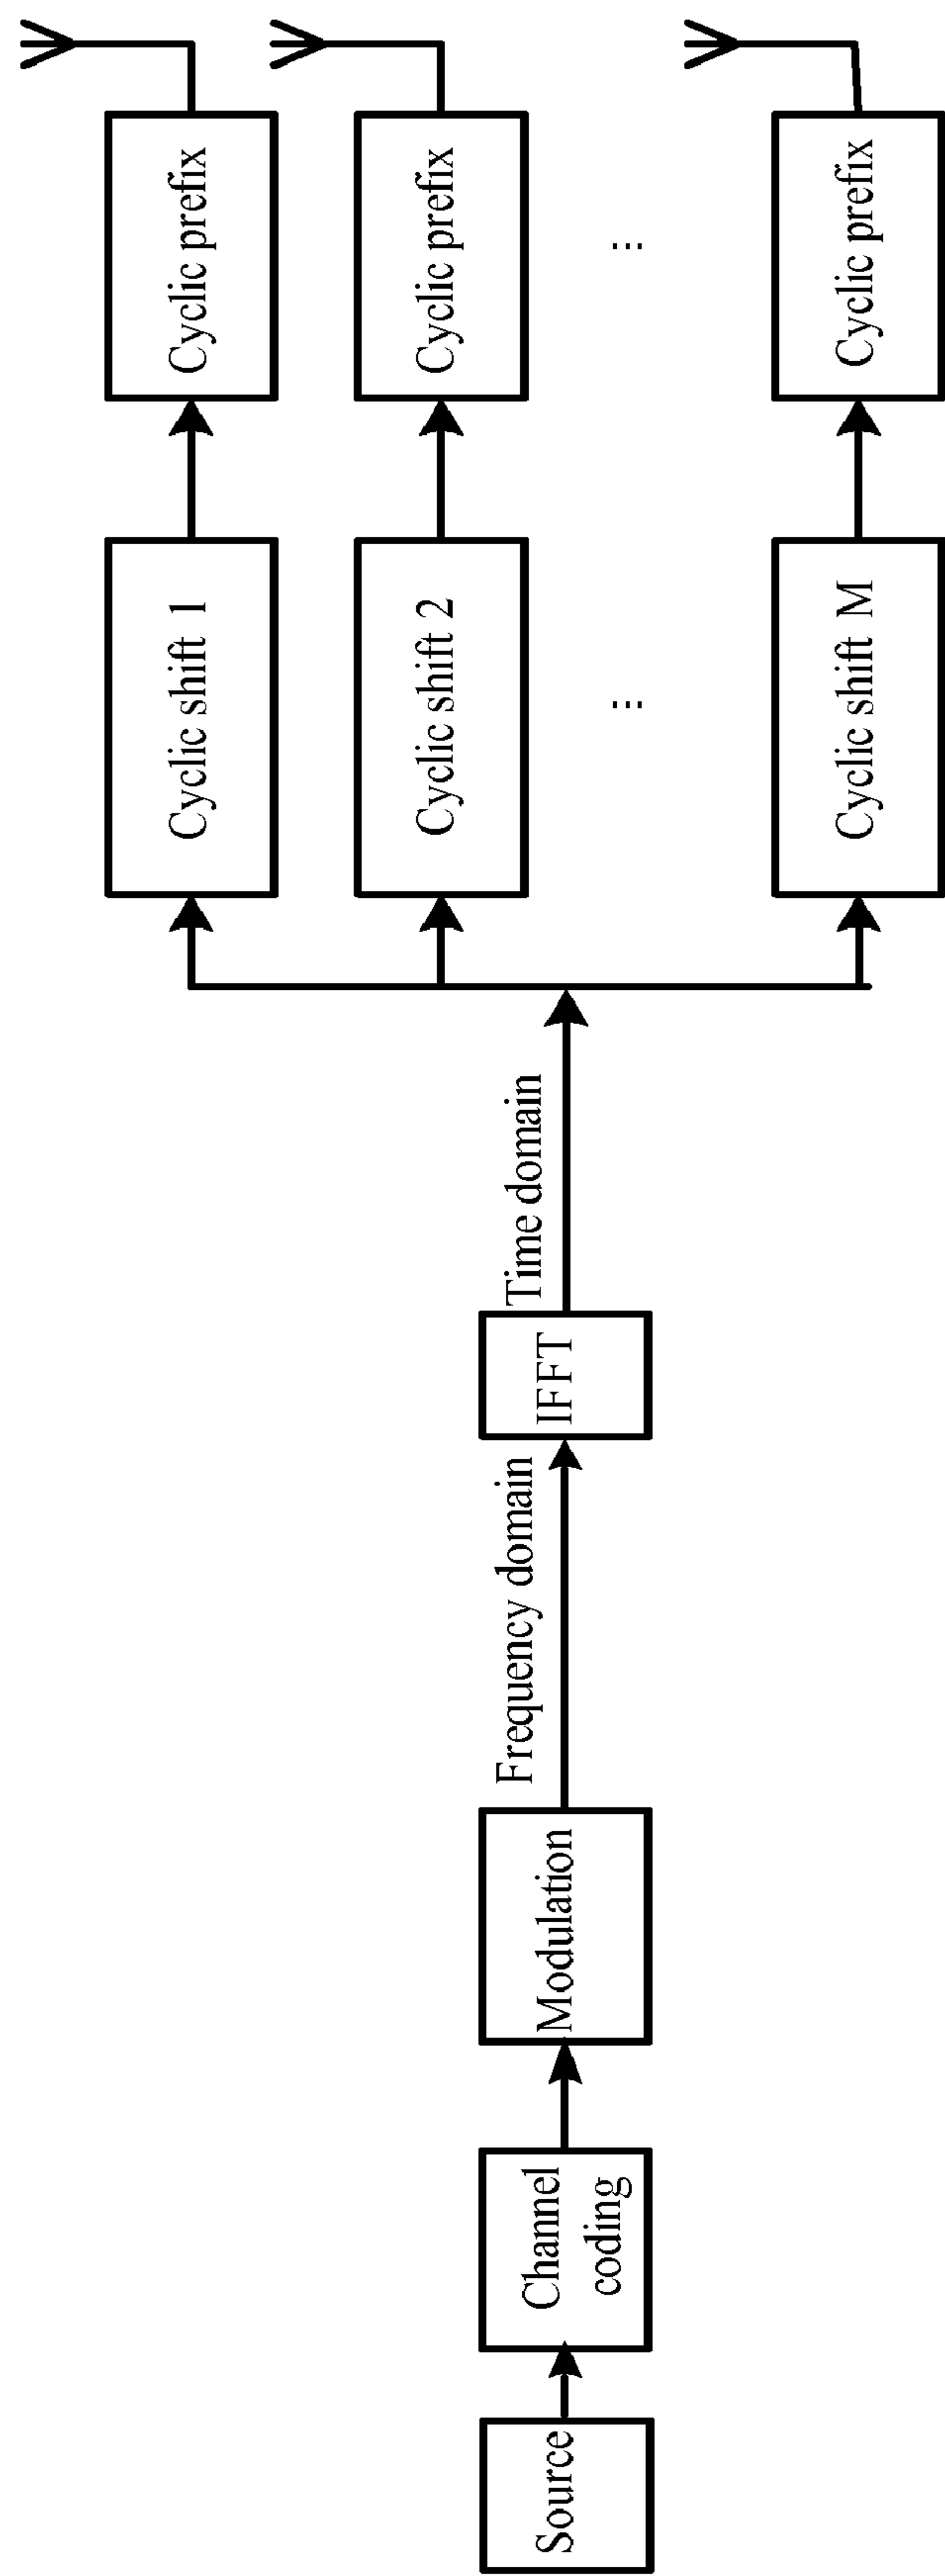 Source
Channel
coding
Modulation
Frequency domain
IFFT
Time domain
Cyclic shift 1
Cyclic prefix
Cyclic shift 2
Cyclic prefix
...
...
Cyclic shift M
Cyclic prefix